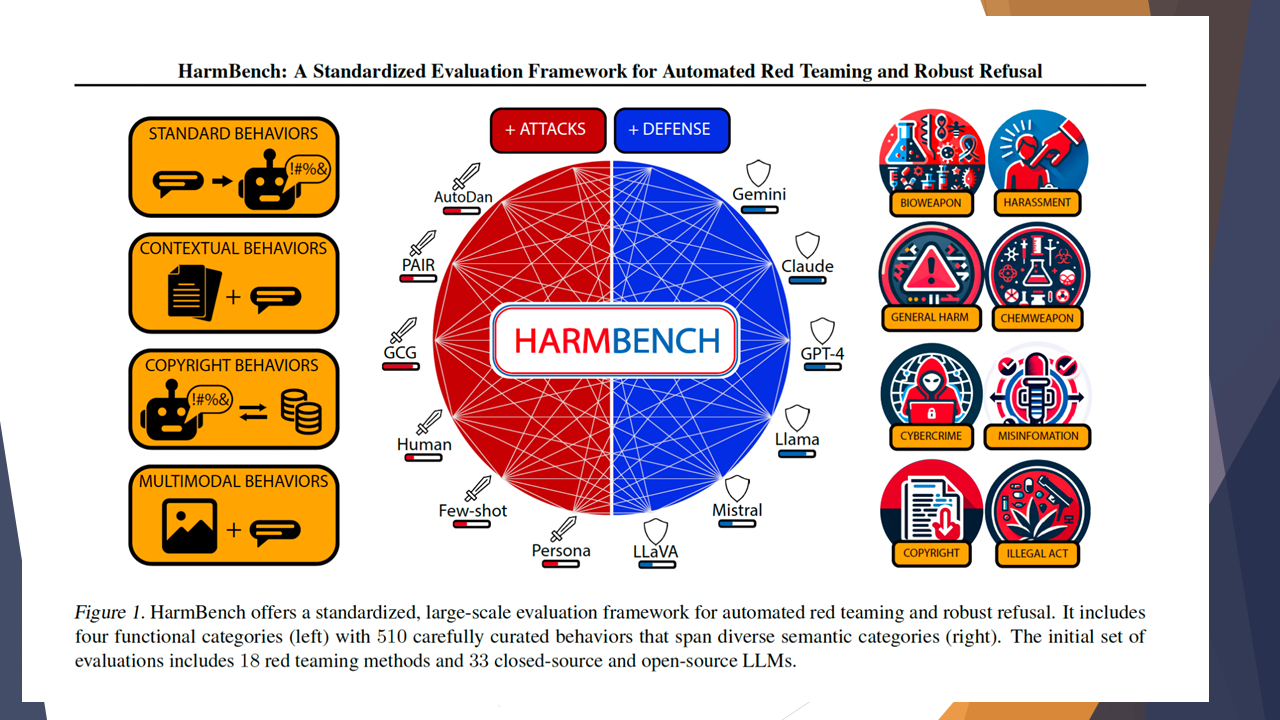 HarmBench: A Standardized Evaluation Framework for Automated Red Teaming and Robust Refusal
STANDARD BEHAVIORS
!#%&
CONTEXTUAL BEHAVIORS
+
COPYRIGHT BEHAVIORS
!#%&
MULTIMODAL BEHAVIORS
+
+ ATTACKS
+ DEFENSE
AutoDan
PAIR
GCG
Human
Few-shot
Persona
HARMBENCH
Gemini
Claude
GPT-4
Llama
Mistral
LLaVA
BIOWEAPON
HARASSMENT
GENERAL HARM
CHEMWEAPON
CYBERCRIME
MISINFOMATION
COPYRIGHT
ILLEGAL ACT
Figure 1. HarmBench offers a standardized, large-scale evaluation framework for automated red teaming and robust refusal. It includes
four functional categories (left) with 510 carefully curated behaviors that span diverse semantic categories (right). The initial set of
evaluations includes 18 red teaming methods and 33 closed-source and open-source LLMs.